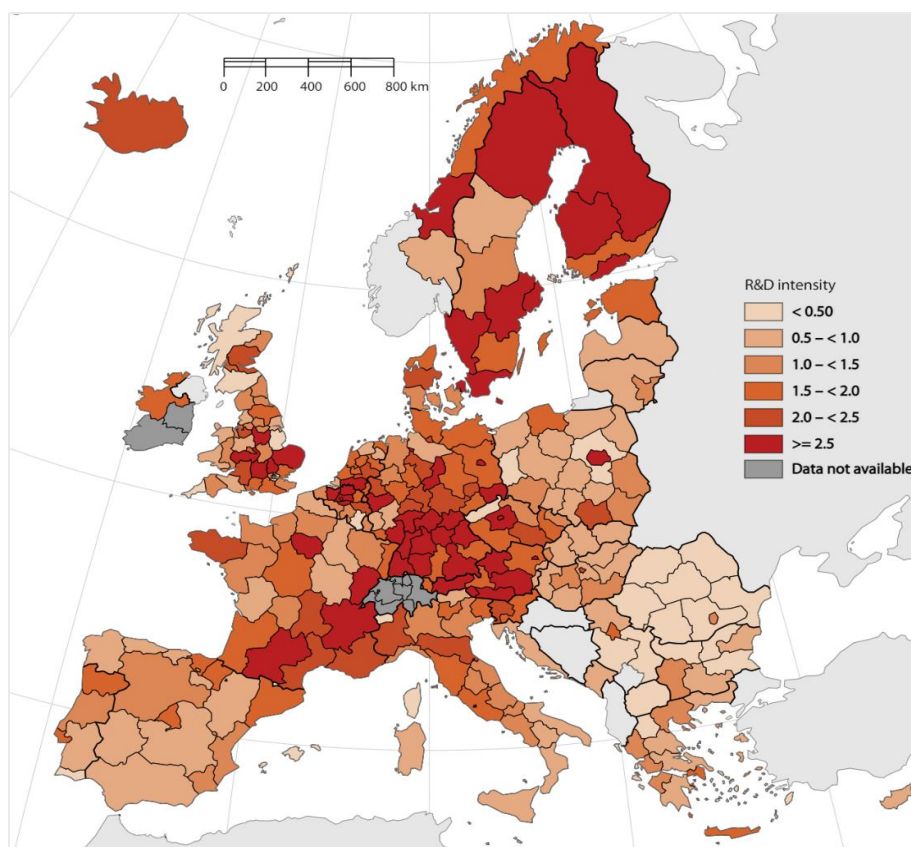 0 200 400 600 800 km
R&D intensity
< 0.50
0.5 – < 1.0
1.0 – < 1.5
1.5 – < 2.0
2.0 – < 2.5
>= 2.5
Data not available